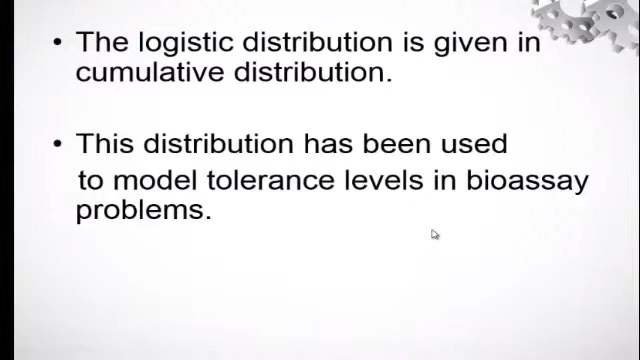 • The logistic distribution is given in
cumulative distribution.
• This distribution has been used
to model tolerance levels in bioassay
problems.